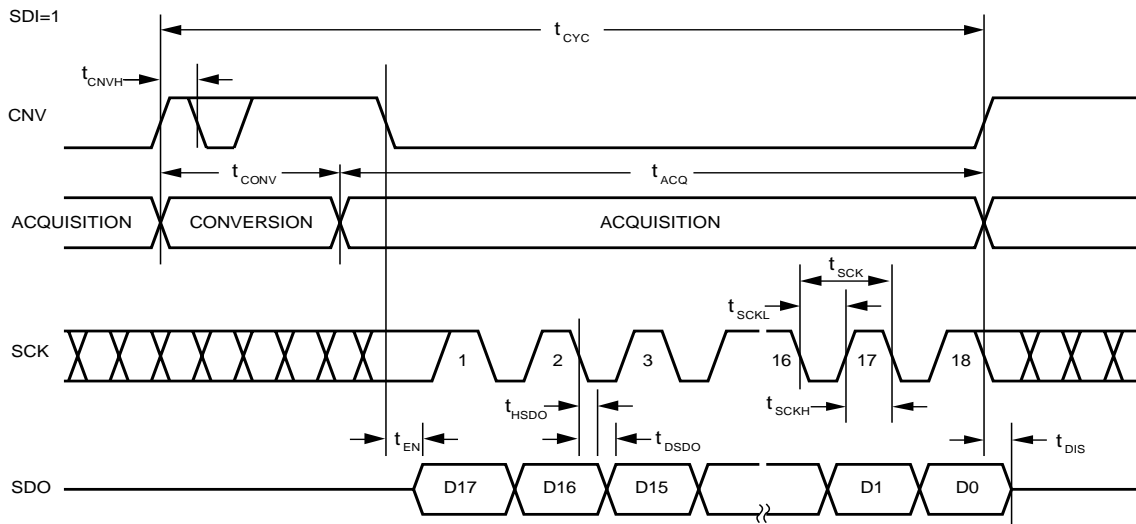 SDI=1
tCYC
tCNVH
CNV
tCONV
tACQ
ACQUISITION
CONVERSION
ACQUISITION
tSCK
tSCKL
SCK
1
2
3
16
17
18
tHSDO
tSCKH
tEN
tDSDO
tDIS
SDO
D17
D16
D15
D1
D0